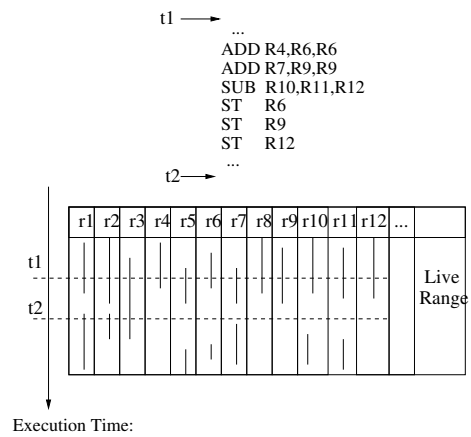 t1
...
ADD R4,R6,R6
ADD R7,R9,R9
SUB R10,R11,R12
ST R6
ST R9
ST R12
...
t2
r1 r2 r3 r4 r5 r6 r7 r8 r9 r10 r11 r12 ...
t1
Live
Range
t2
Execution Time: